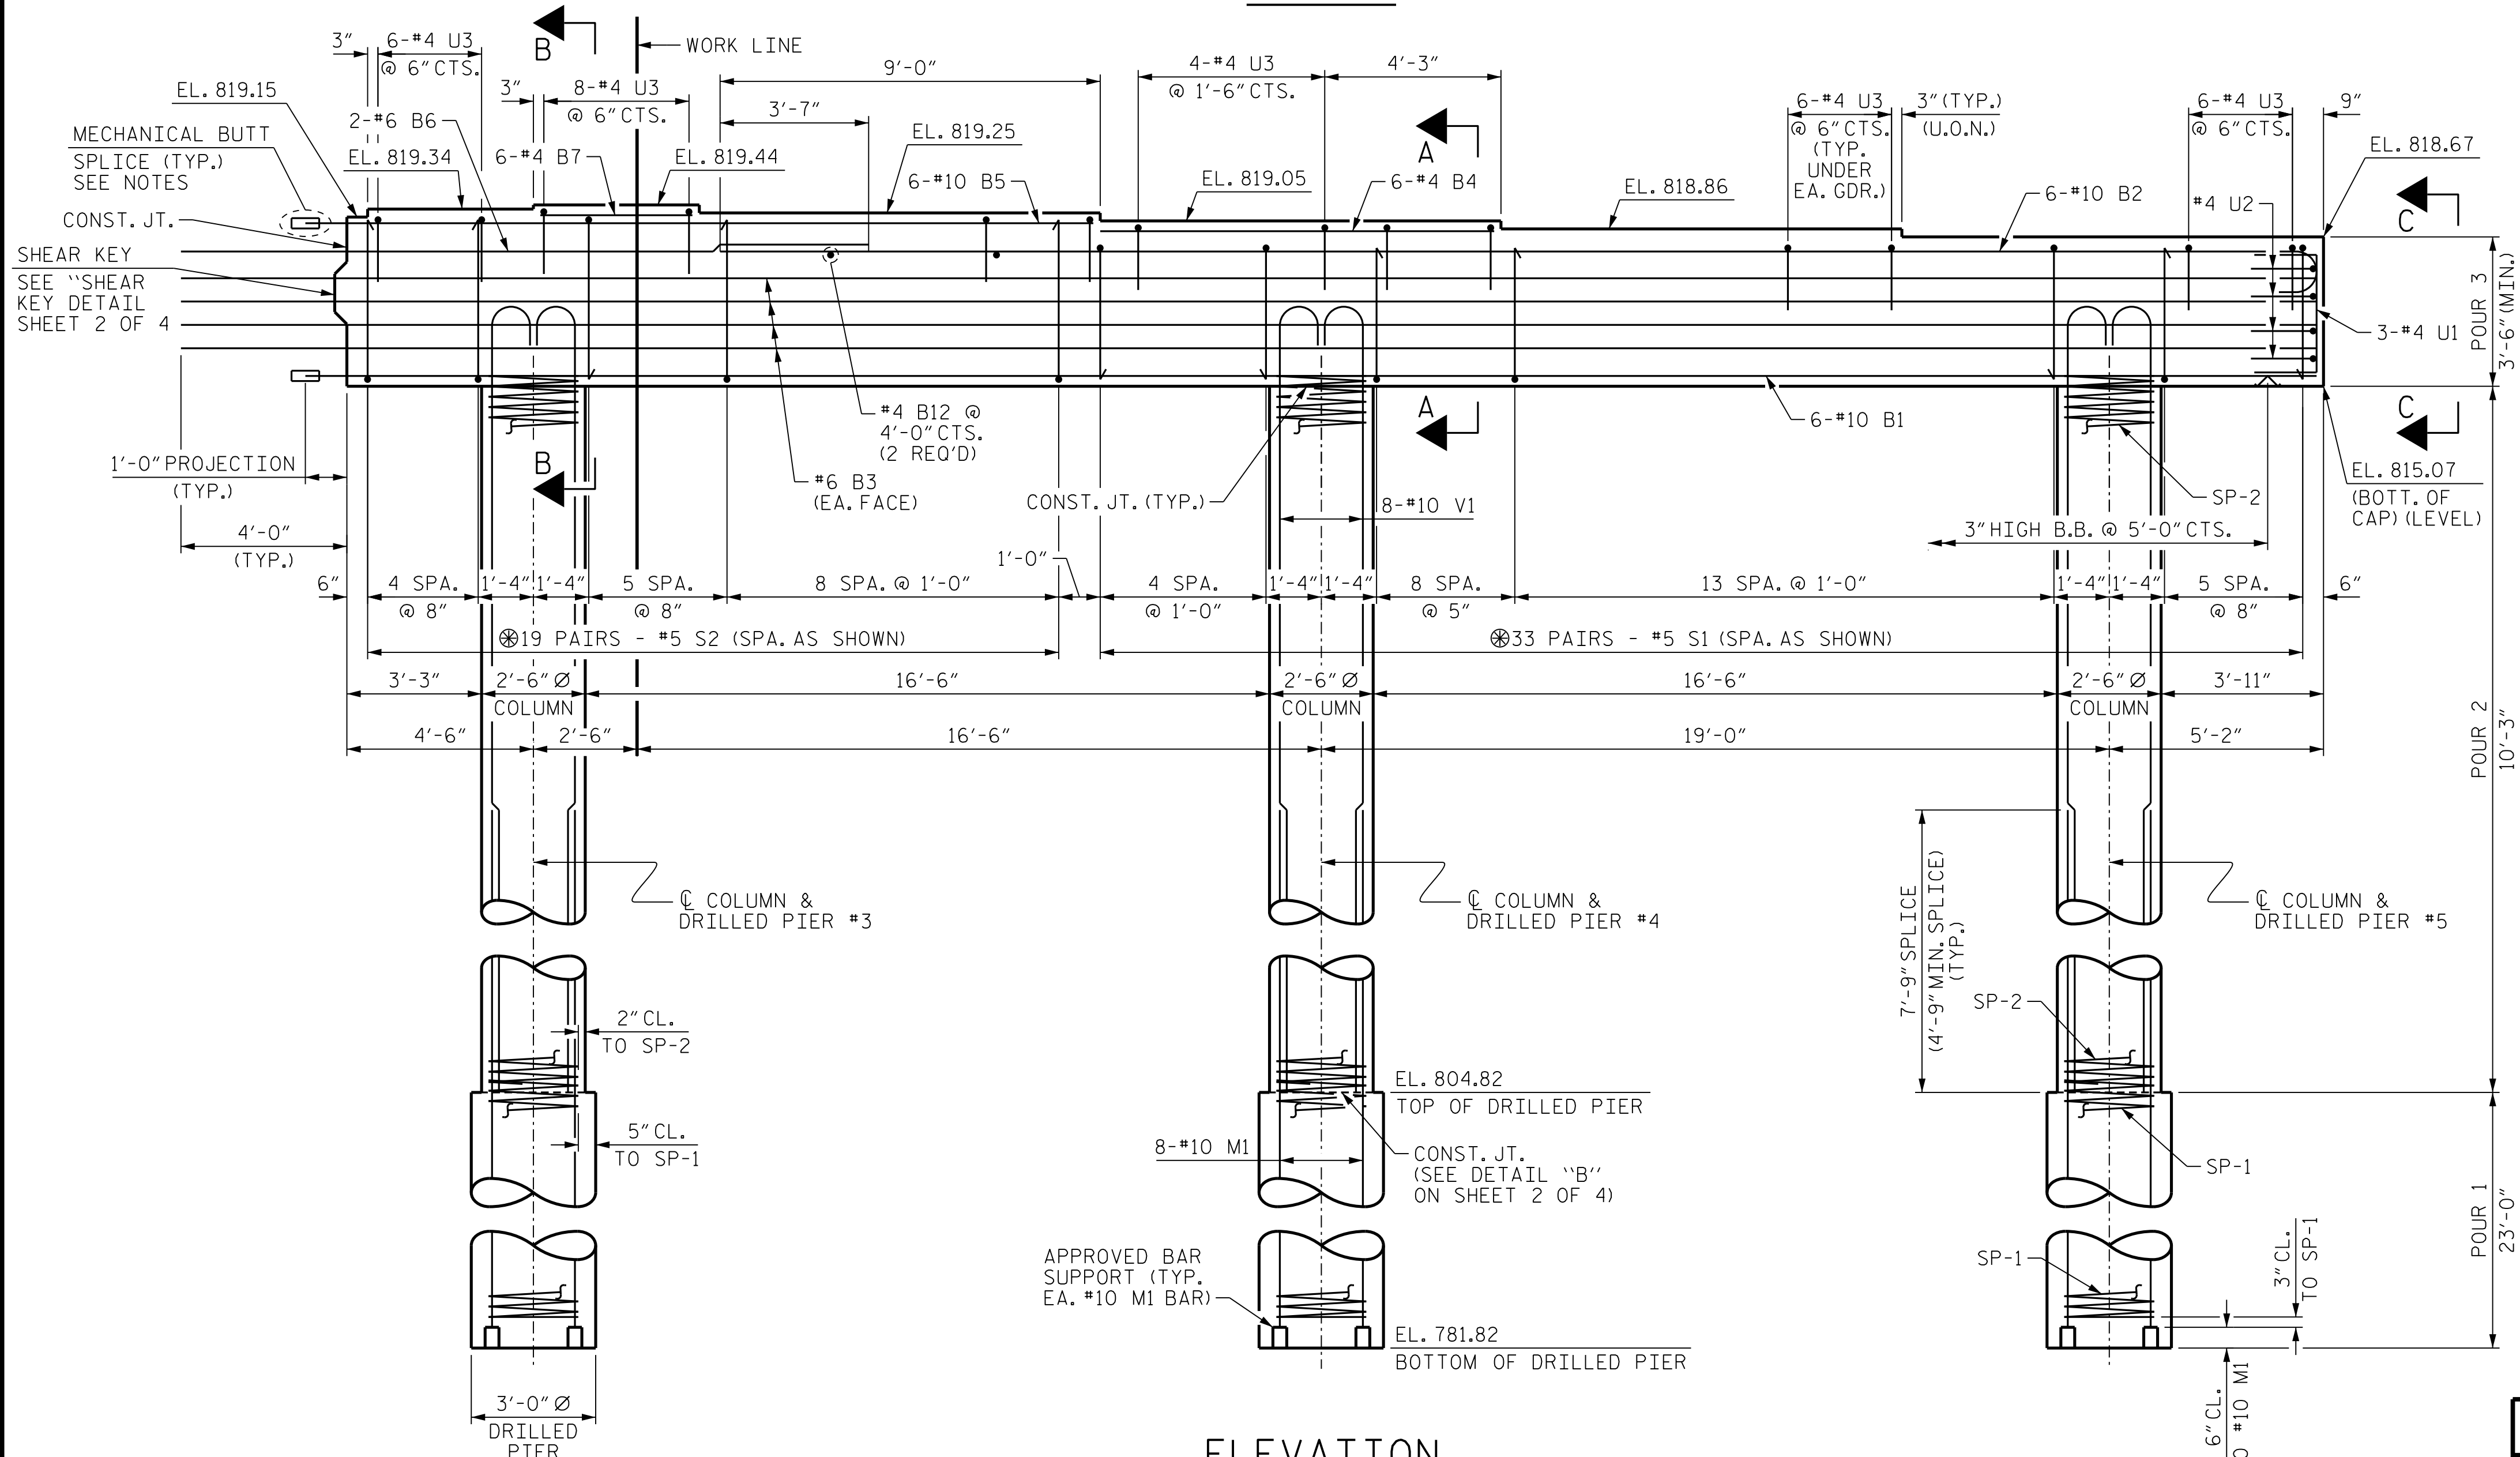 B
WORK LINE
3"
6-#4 U3
@ 6"CTS.
3"
8-#4 U3
@ 6"CTS.
9'-0"
3'-7"
4-#4 U3
@ 1'-6"CTS.
4'-3"
6-#4 U3
@ 6"CTS.
(TYP.
UNDER
EA. GDR.)
3"(TYP.)
(U.O.N.)
6-#4 U3
@ 6"CTS.
9"
EL. 819.15
MECHANICAL BUTT
SPLICE (TYP.)
SEE NOTES
2-#6 B6
EL. 819.34
6-#4 B7
EL. 819.44
EL. 819.25
6-#10 B5
EL. 819.05
A
6-#4 B4
EL. 818.86
6-#10 B2
#4 U2
EL. 818.67
C
CONST. JT.
SHEAR KEY
SEE ``SHEAR
KEY DETAIL
SHEET 2 OF 4
3-#4 U1
POUR 3
3'-6"(MIN.)
1'-0"PROJECTION
(TYP.)
4'-0"
(TYP.)
B
#4 B12 @
4'-0"CTS.
(2 REQ'D)
#6 B3
(EA. FACE)
CONST. JT. (TYP.)
8-#10 V1
A
6-#10 B1
SP-2
C
EL. 815.07
(BOTT. OF
CAP) (LEVEL)
3"HIGH B.B. @ 5'-0"CTS.
1'-0"
6"
4 SPA.
@ 8"
1'-4"
1'-4"
5 SPA.
@ 8"
8 SPA. @ 1'-0"
4 SPA.
@ 1'-0"
1'-4"
1'-4"
8 SPA.
@ 5"
13 SPA. @ 1'-0"
1'-4"
1'-4"
5 SPA.
@ 8"
6"
⊛19 PAIRS - #5 S2 (SPA. AS SHOWN)
⊛33 PAIRS - #5 S1 (SPA. AS SHOWN)
3'-3"
2'-6"Ø
COLUMN
16'-6"
2'-6"Ø
COLUMN
16'-6"
2'-6"Ø
COLUMN
3'-11"
4'-6"
2'-6"
16'-6"
19'-0"
5'-2"
POUR 2
10'-3"
℄ COLUMN &
DRILLED PIER #3
℄ COLUMN &
DRILLED PIER #4
℄ COLUMN &
DRILLED PIER #5
7'-9"SPLICE
(4'-9"MIN. SPLICE)
(TYP.)
2"CL.
TO SP-2
SP-2
EL. 804.82
TOP OF DRILLED PIER
5"CL.
TO SP-1
8-#10 M1
CONST. JT.
(SEE DETAIL ``B''
ON SHEET 2 OF 4)
SP-1
POUR 1
23'-0"
APPROVED BAR
SUPPORT (TYP.
EA. #10 M1 BAR)
SP-1
3"CL.
TO SP-1
EL. 781.82
BOTTOM OF DRILLED PIER
6"CL.
#10 M1
3'-0"Ø
DRILLED
PIER
ELEVATION